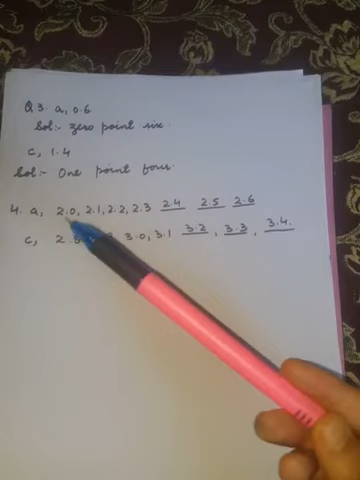 Q3. a, 0.6
Sol:- zero point six.
c, 1.4
Sol:- One point four.
4. a, 2.0, 2.1, 2.2, 2.3 2.4 2.5 2.6
c, 3.0, 3.1 3.2, 3.3, 3.4.